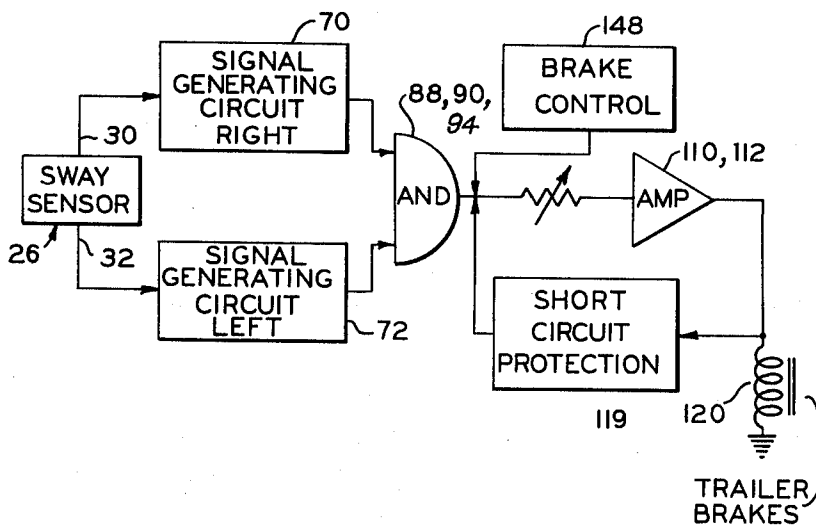 70
SIGNAL
GENERATING
CIRCUIT
RIGHT
30
SWAY
SENSOR
26
32
SIGNAL
GENERATING
CIRCUIT
LEFT
72
88, 90,
94
AND
148
BRAKE
CONTROL
110, 112
AMP
SHORT
CIRCUIT
PROTECTION
119
120
TRAILER
BRAKES